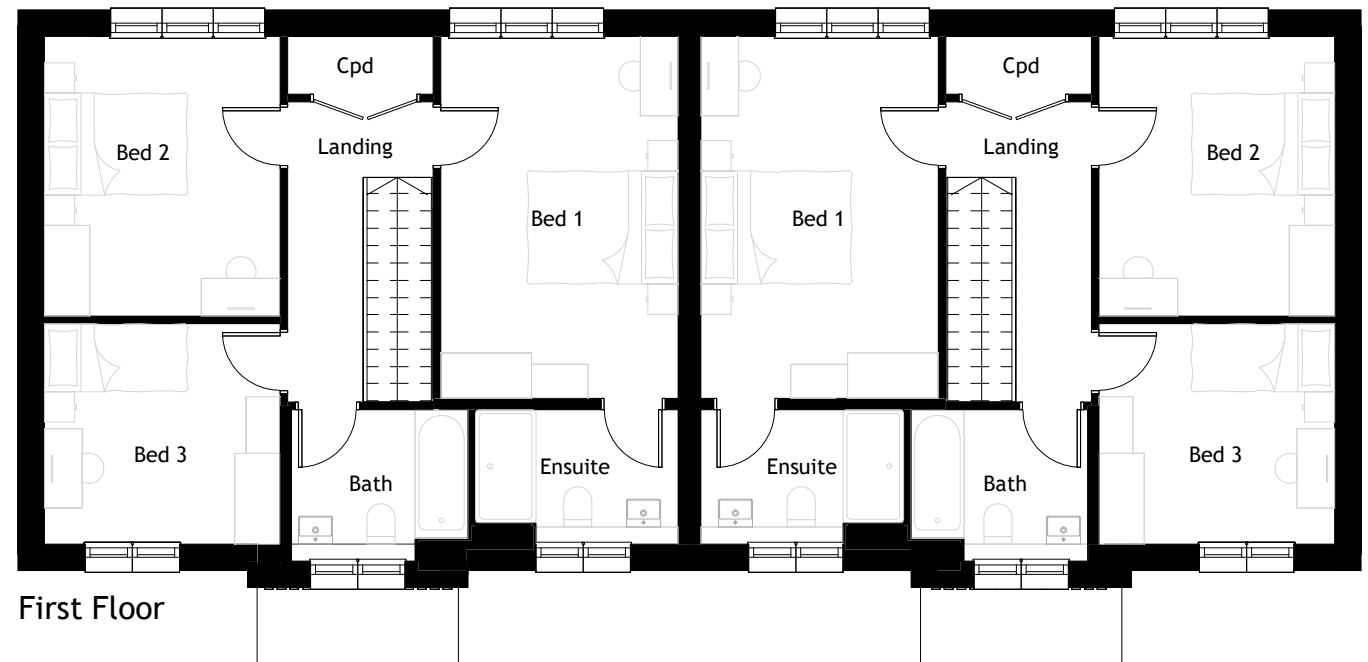 Cpd
Cpd
Bed 2
Landing
Landing
Bed 2
Bed 1
Bed 1
Bed 3
Ensuite
Ensuite
Bed 3
Bath
Bath
First Floor